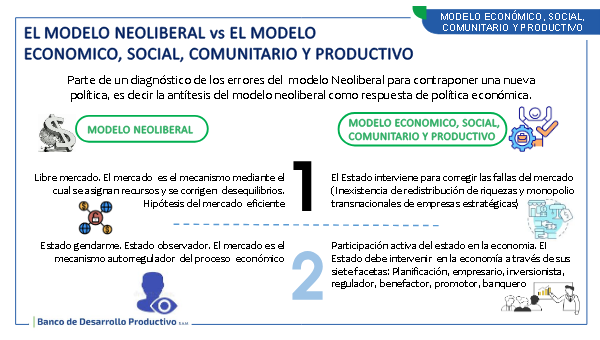 MODELO ECONÓMICO, SOCIAL,
COMUNITARIO Y PRODUCTIVO
EL MODELO NEOLIBERAL vs EL MODELO
ECONOMICO, SOCIAL, COMUNITARIO Y PRODUCTIVO
Parte de un diagnóstico de los errores del modelo Neoliberal para contraponer una nueva
política, es decir la antítesis del modelo neoliberal como respuesta de política económica.
MODELO NEOLIBERAL
MODELO ECONOMICO, SOCIAL,
COMUNITARIO Y PRODUCTIVO
Libre mercado. El mercado es el mecanismo mediante el
cual se asignan recursos y se corrigen desequilibrios.
Hipótesis del mercado eficiente
1
El Estado interviene para corregir las fallas del mercado
(Inexistencia de redistribución de riquezas y monopolio
transnacionales de empresas estratégicas)
Estado gendarme. Estado observador. El mercado es el
mecanismo autorregulador del proceso económico
2
Participación activa del estado en la economia. El
Estado debe intervenir en la economía a través de sus
siete facetas: Planificación, empresario, inversionista,
regulador, benefactor, promotor, banquero
Banco de Desarrollo Productivo S.A.M